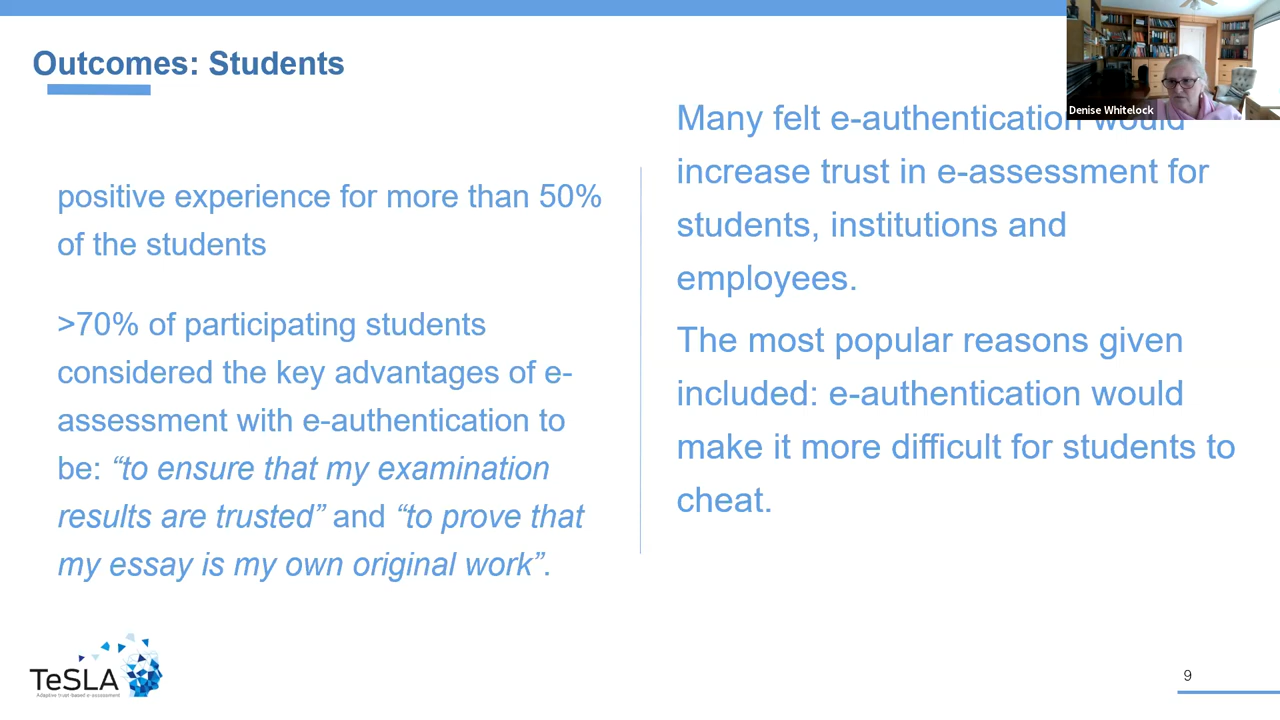 Outcomes: Students
positive experience for more than 50%
of the students
>70% of participating students
considered the key advantages of e-
assessment with e-authentication to
be: “to ensure that my examination
results are trusted” and “to prove that
my essay is my own original work”.
Many felt e-authentication would
increase trust in e-assessment for
students, institutions and
employees.
The most popular reasons given
included: e-authentication would
make it more difficult for students to
cheat.
Denise Whitelock
TeSLA
Adaptive trust-based e-assessment
9